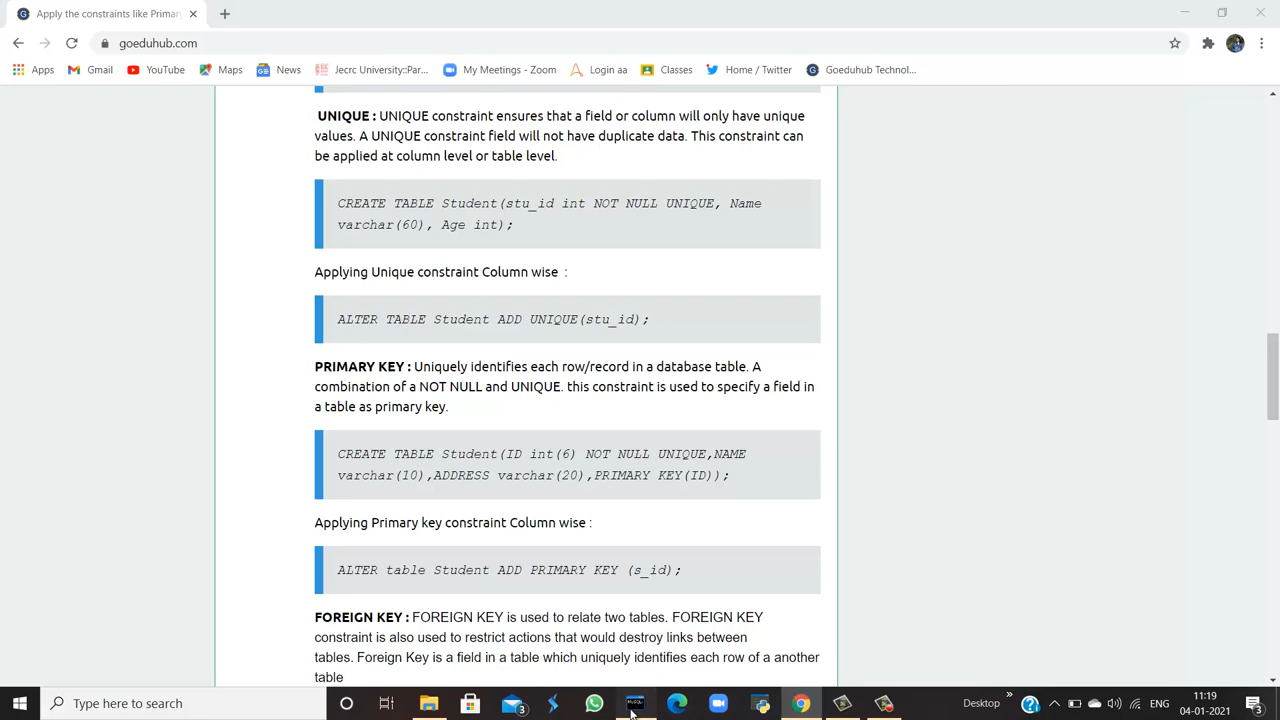 Apply the constraints like Primar
goeduhub.com
Apps
Gmail
YouTube
Maps
News
Jecrc University::Par...
My Meetings - Zoom
Login aa
Classes
Home / Twitter
Goeduhub Technol...
UNIQUE : UNIQUE constraint ensures that a field or column will only have unique
values. A UNIQUE constraint field will not have duplicate data. This constraint can
be applied at column level or table level.
CREATE TABLE Student(stu_id int NOT NULL UNIQUE, Name
varchar(60), Age int);
Applying Unique constraint Column wise :
ALTER TABLE Student ADD UNIQUE(stu_id);
PRIMARY KEY : Uniquely identifies each row/record in a database table. A
combination of a NOT NULL and UNIQUE. this constraint is used to specify a field in
a table as primary key.
CREATE TABLE Student(ID int(6) NOT NULL UNIQUE,NAME
varchar(10),ADDRESS varchar(20),PRIMARY KEY(ID));
Applying Primary key constraint Column wise :
ALTER table Student ADD PRIMARY KEY (s_id);
FOREIGN KEY : FOREIGN KEY is used to relate two tables. FOREIGN KEY
constraint is also used to restrict actions that would destroy links between
tables. Foreign Key is a field in a table which uniquely identifies each row of a another
table
Type here to search
3
Desktop
»
ENG
11:19
04-01-2021
3